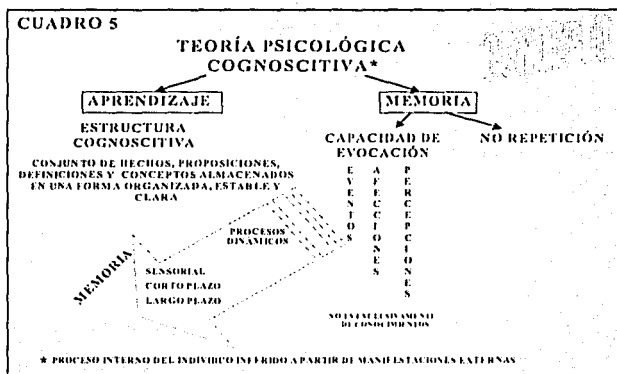 CUADRO 5
TEORÍA PSICOLÓGICA
COGNOSCITIVA*
APRENDIZAJE
MEMORIA
ESTRUCTURA
COGNOSCITIVA
CAPACIDAD DE
EVOCACIÓN
NO REPETICIÓN
CONJUNTO DE HECHOS, PROPOSICIONES,
DEFINICIONES Y CONCEPTOS ALMACENADOS
EN UNA FORMA ORGANIZADA, ESTABLE Y
CLARA
EVENTOS
AFECCIONES
PERCEPCIONES
PROCESOS
DINÁMICOS
MEMORIA
SENSORIAL
CORTO PLAZO
LARGO PLAZO
NO EXCLUSIVAMENTE
DE CONOCIMIENTOS
* PROCESO INTERNO DEL INDIVIDUO INFERIDO A PARTIR DE MANIFESTACIONES EXTERNAS